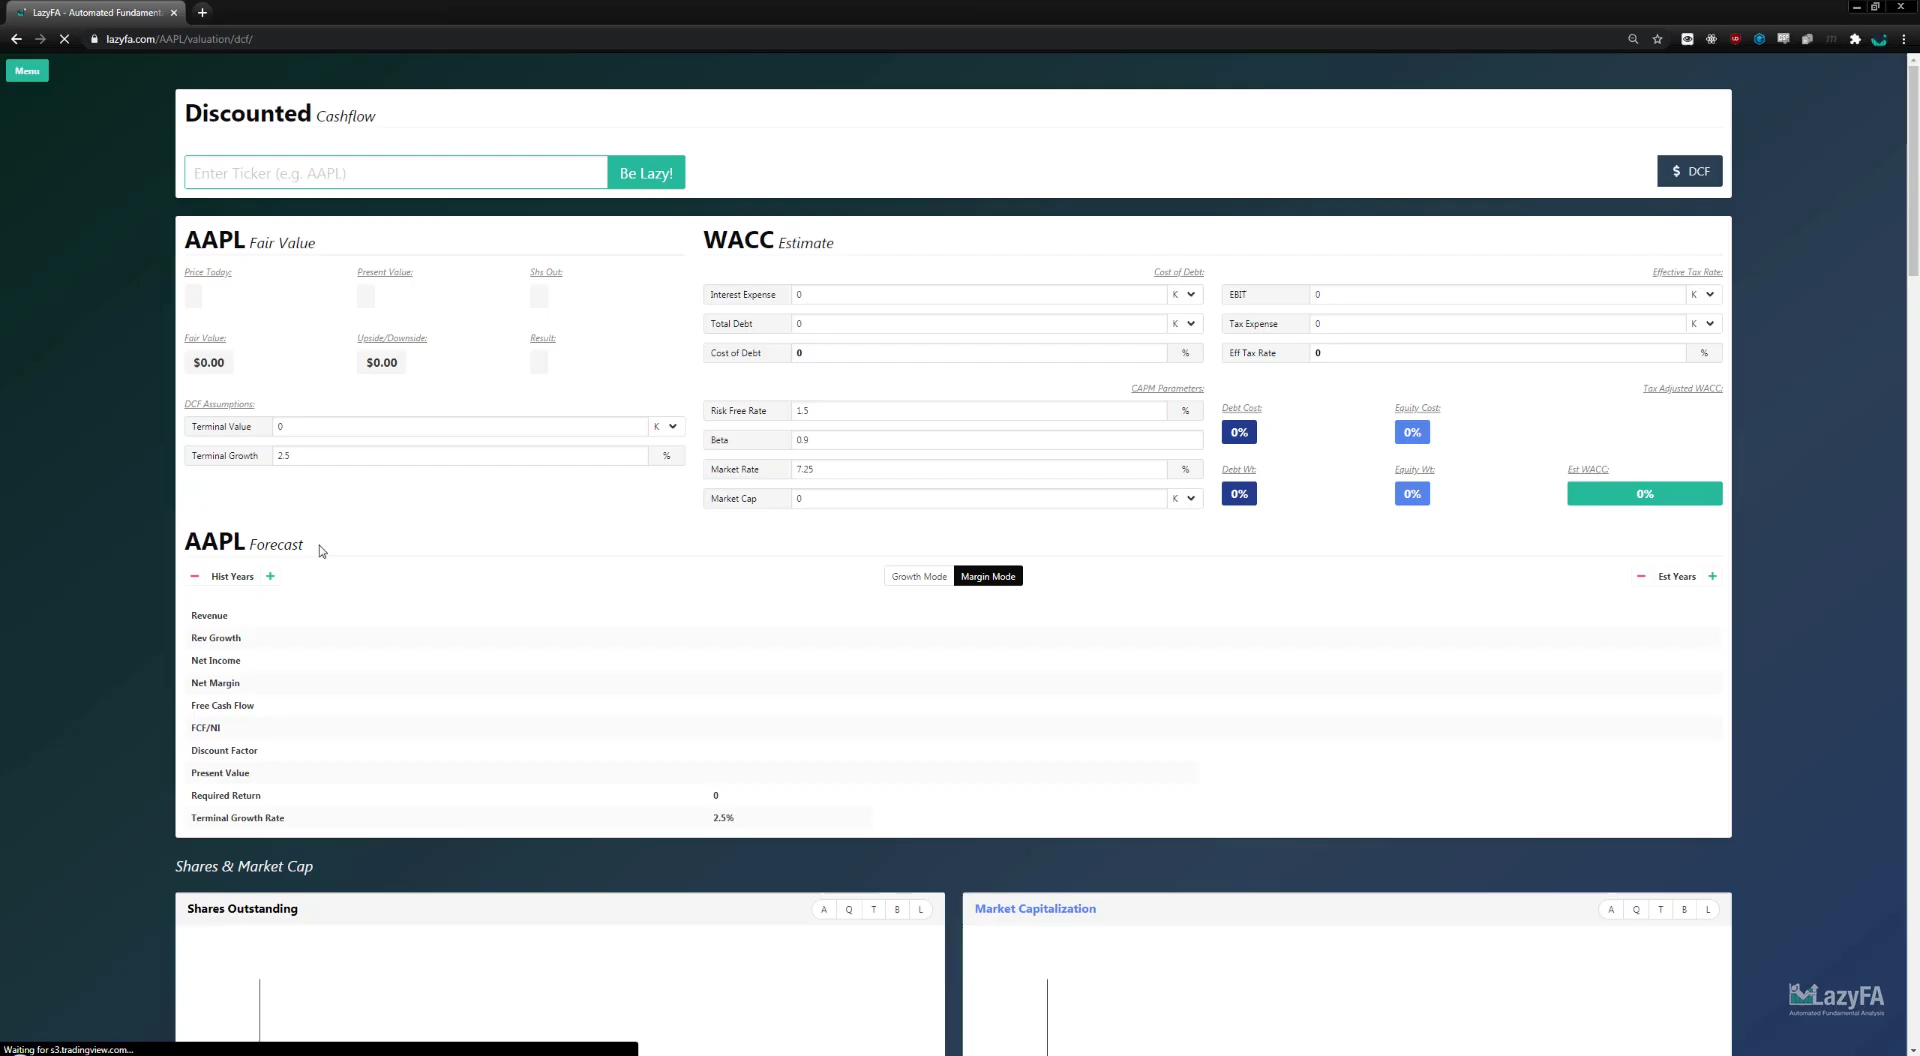 LazyFA - Automated Fundament
lazyfa.com/AAPL/valuation/dcf/
Menu
Discounted Cashflow
Enter Ticker (e.g. AAPL)
Be Lazy!
$ DCF
AAPL Fair Value
Price Today:
Present Value:
Shs Out:
Fair Value:
Upside/Downside:
Result:
$0.00
$0.00
DCF Assumptions:
Terminal Value 0 K
Terminal Growth 2.5 %
WACC Estimate
Cost of Debt:
Interest Expense 0 K
Total Debt 0 K
Cost of Debt 0 %
Effective Tax Rate:
EBIT 0 K
Tax Expense 0 K
Eff Tax Rate 0 %
CAPM Parameters:
Risk Free Rate 1.5 %
Beta 0.9
Market Rate 7.25 %
Market Cap 0 K
Tax Adjusted WACC:
Debt Cost:
Equity Cost:
0%
0%
Debt Wt:
Equity Wt:
Est WACC:
0%
0%
0%
AAPL Forecast
− Hist Years +
Growth Mode
Margin Mode
− Est Years +
Revenue
Rev Growth
Net Income
Net Margin
Free Cash Flow
FCF/NI
Discount Factor
Present Value
Required Return 0
Terminal Growth Rate 2.5%
Shares & Market Cap
Shares Outstanding
A Q T B L
Market Capitalization
A Q T B L
LazyFA
Automated Fundamental Analysis
Waiting for s3.tradingview.com...